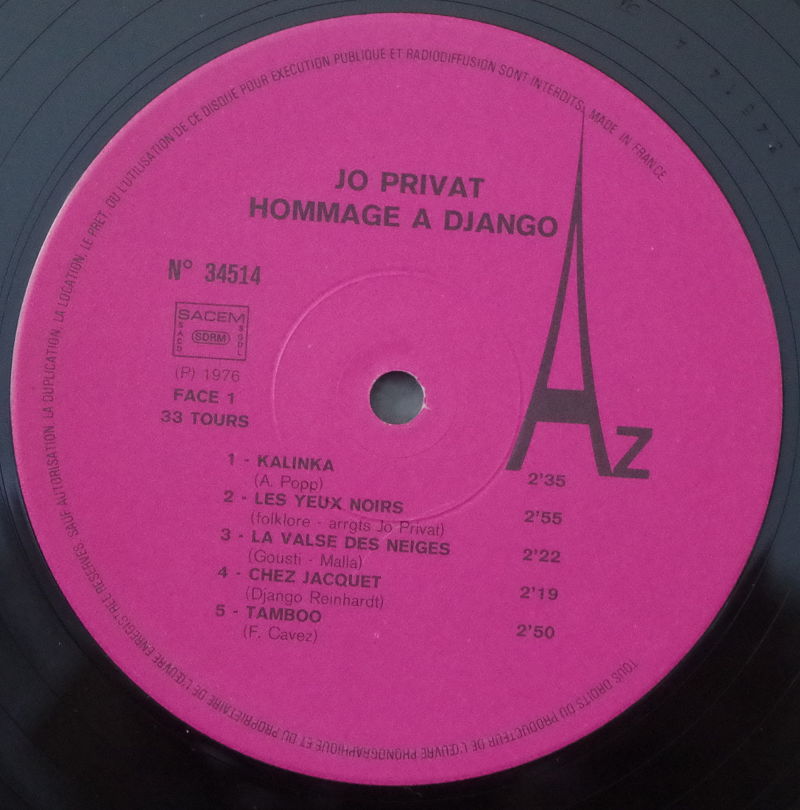 TOUS DROITS DU PRODUCTEUR DE L'ŒUVRE PHONOGRAPHIQUE ET DU PROPRIETAIRE DE L'ŒUVRE ENREGISTREE RESERVES. SAUF AUTORISATION, LA DUPLICATION, LA LOCATION, LE PRET, OU L'UTILISATION DE CE DISQUE POUR EXECUTION PUBLIQUE ET RADIODIFFUSION SONT INTERDITS. MADE IN FRANCE.
JO PRIVAT
HOMMAGE A DJANGO
N° 34514
SACEM
SACD SDRM SGDL
(P) 1976
FACE 1
33 TOURS
AZ
1 - KALINKA 2'35
(A. Popp)
2 - LES YEUX NOIRS 2'55
(folklore - arrgts Jo Privat)
3 - LA VALSE DES NEIGES 2'22
(Gousti - Malla)
4 - CHEZ JACQUET 2'19
(Django Reinhardt)
5 - TAMBOO 2'50
(F. Cavez)